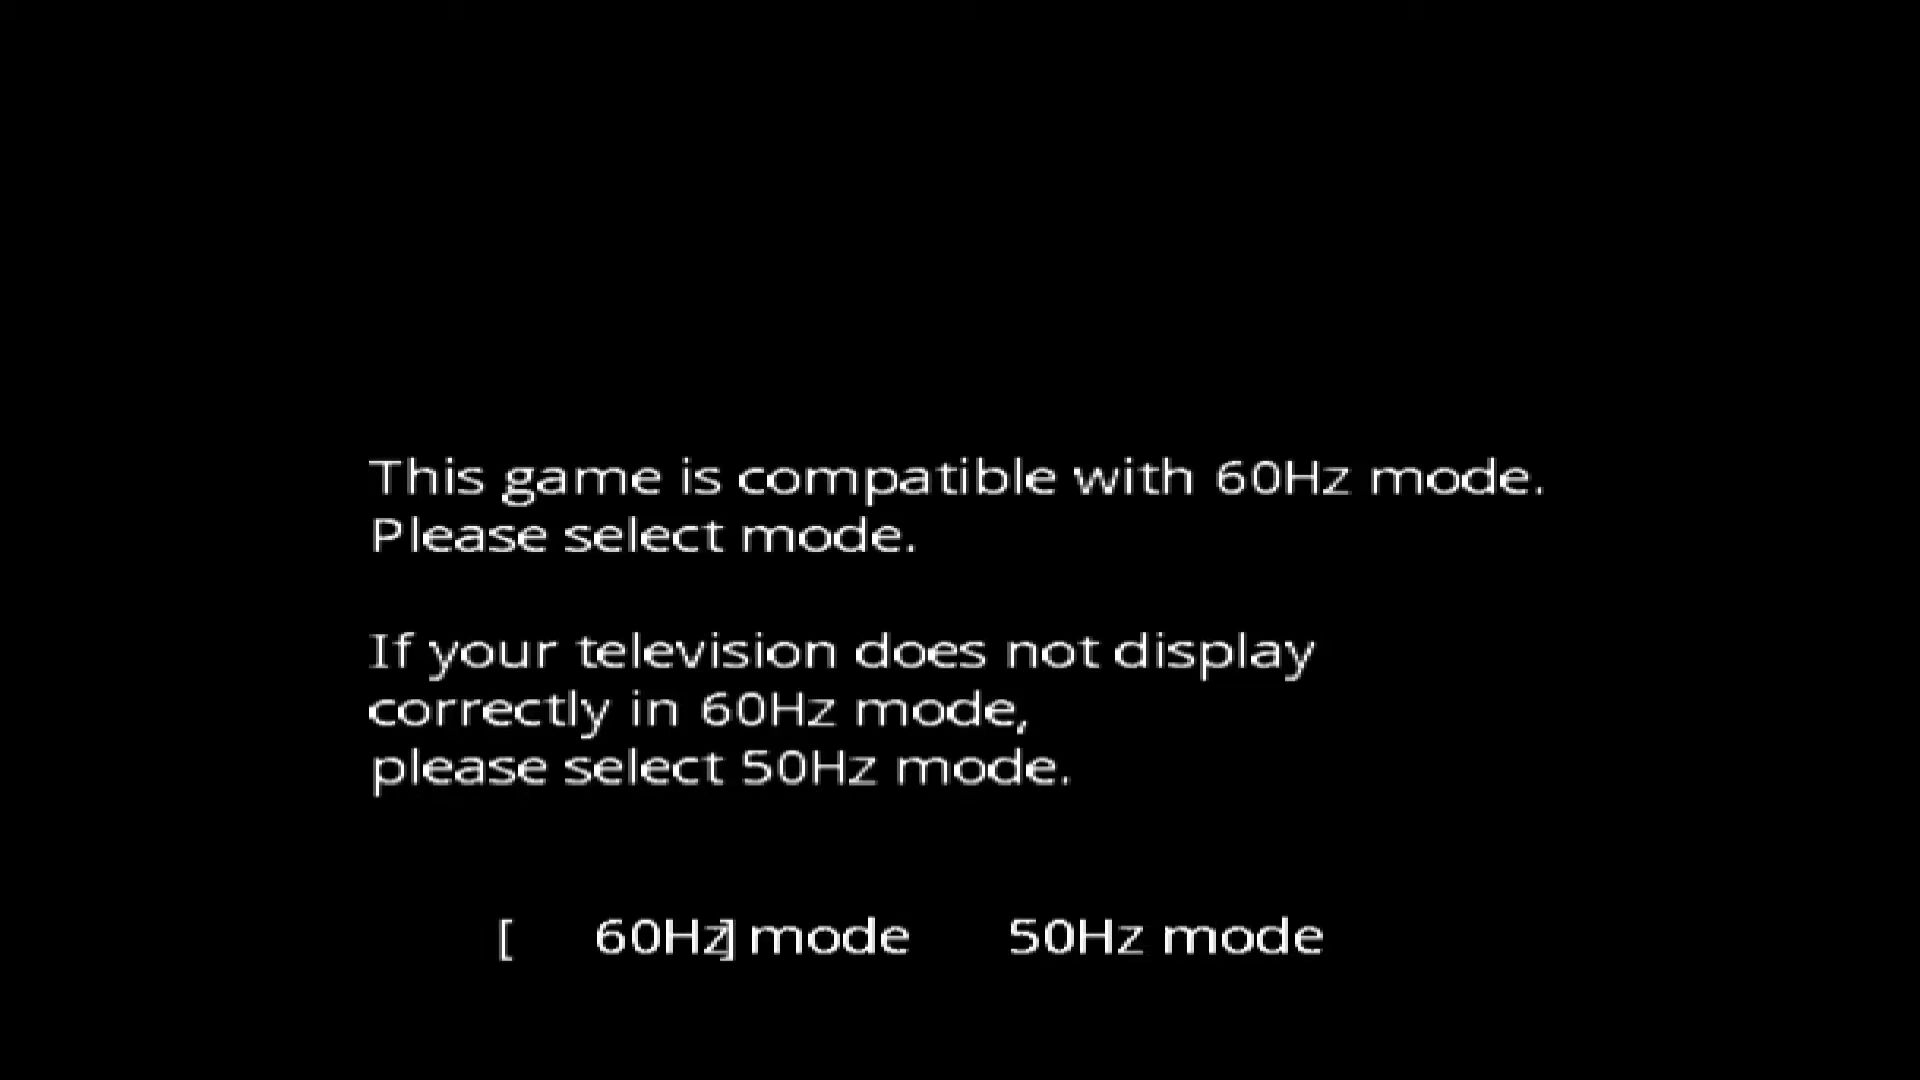 This game is compatible with 60Hz mode.
Please select mode.
If your television does not display
correctly in 60Hz mode,
please select 50Hz mode.
[ 60Hz] mode 50Hz mode